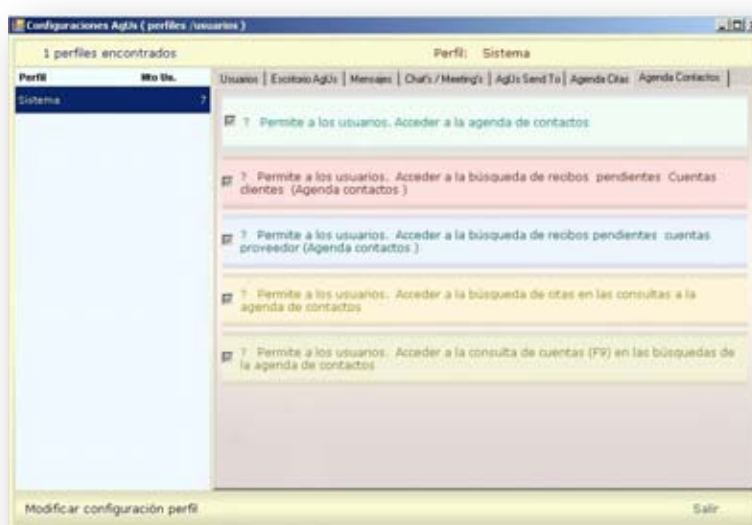 Configuraciones AgUs ( perfiles /usuarios )
1 perfiles encontrados
Perfil: Sistema
Perfil Nto Us.
Usuarios | Escritorio AgUs | Mensajes | Chat's / Meeting's | AgUs Send To | Agenda Citas | Agenda Contactos |
Sistema 7
? Permite a los usuarios. Acceder a la agenda de contactos
? Permite a los usuarios. Acceder a la búsqueda de recibos pendientes Cuentas
clientes (Agenda contactos )
? Permite a los usuarios. Acceder a la búsqueda de recibos pendientes cuentas
proveedor (Agenda contactos )
? Permite a los usuarios. Acceder a la búsqueda de citas en las consultas a la
agenda de contactos
? Permite a los usuarios. Acceder a la consulta de cuentas (F9) en las búsquedas de
la agenda de contactos
Modificar configuración perfil
Salir